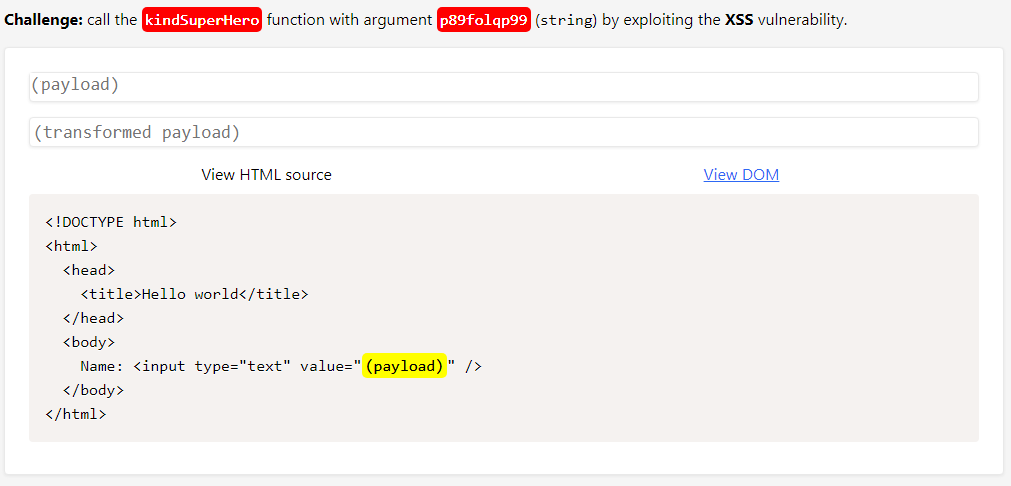 Challenge: call the kindSuperHero function with argument p89folqp99 (string) by exploiting the XSS vulnerability.
(payload)
(transformed payload)
View HTML source View DOM
<!DOCTYPE html>
<html>
<head>
<title>Hello world</title>
</head>
<body>
Name: <input type="text" value="(payload)" />
</body>
</html>